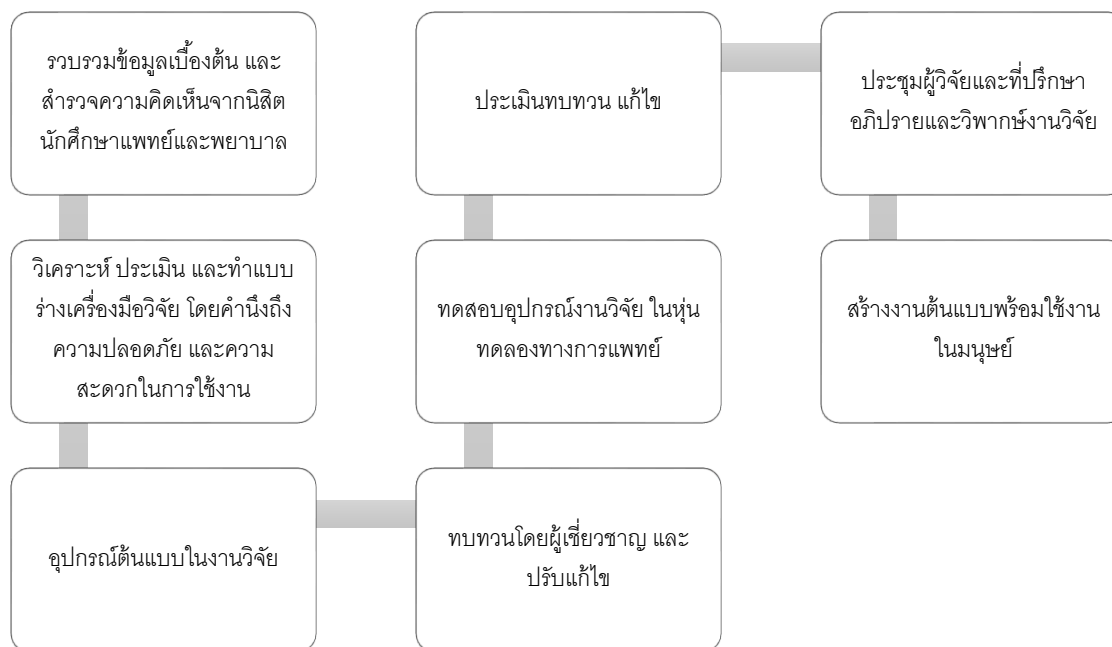 รวบรวมข้อมูลเบื้องต้น และ
สำรวจความคิดเห็นจากนิสิต
นักศึกษาแพทย์และพยาบาล
วิเคราะห์ ประเมิน และทำแบบ
ร่างเครื่องมือวิจัย โดยคำนึงถึง
ความปลอดภัย และความ
สะดวกในการใช้งาน
อุปกรณ์ต้นแบบในงานวิจัย
ทบทวนโดยผู้เชี่ยวชาญ และ
ปรับแก้ไข
ทดสอบอุปกรณ์งานวิจัย ในหุ่น
ทดลองทางการแพทย์
ประเมินทบทวน แก้ไข
ประชุมผู้วิจัยและที่ปรึกษา
อภิปรายและวิพากษ์งานวิจัย
สร้างงานต้นแบบพร้อมใช้งาน
ในมนุษย์